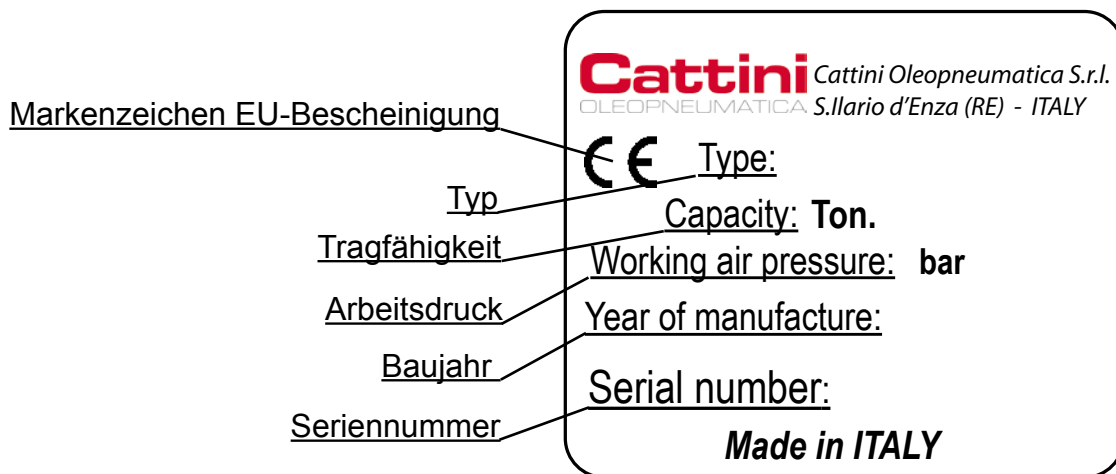 Cattini Cattini Oleopneumatica S.r.l.
OLEOPNEUMATICA S.Ilario d'Enza (RE) - ITALY
Markenzeichen EU-Bescheinigung
CE Type:
Typ
Capacity: Ton.
Tragfähigkeit
Working air pressure: bar
Arbeitsdruck
Year of manufacture:
Baujahr
Serial number:
Seriennummer
Made in ITALY